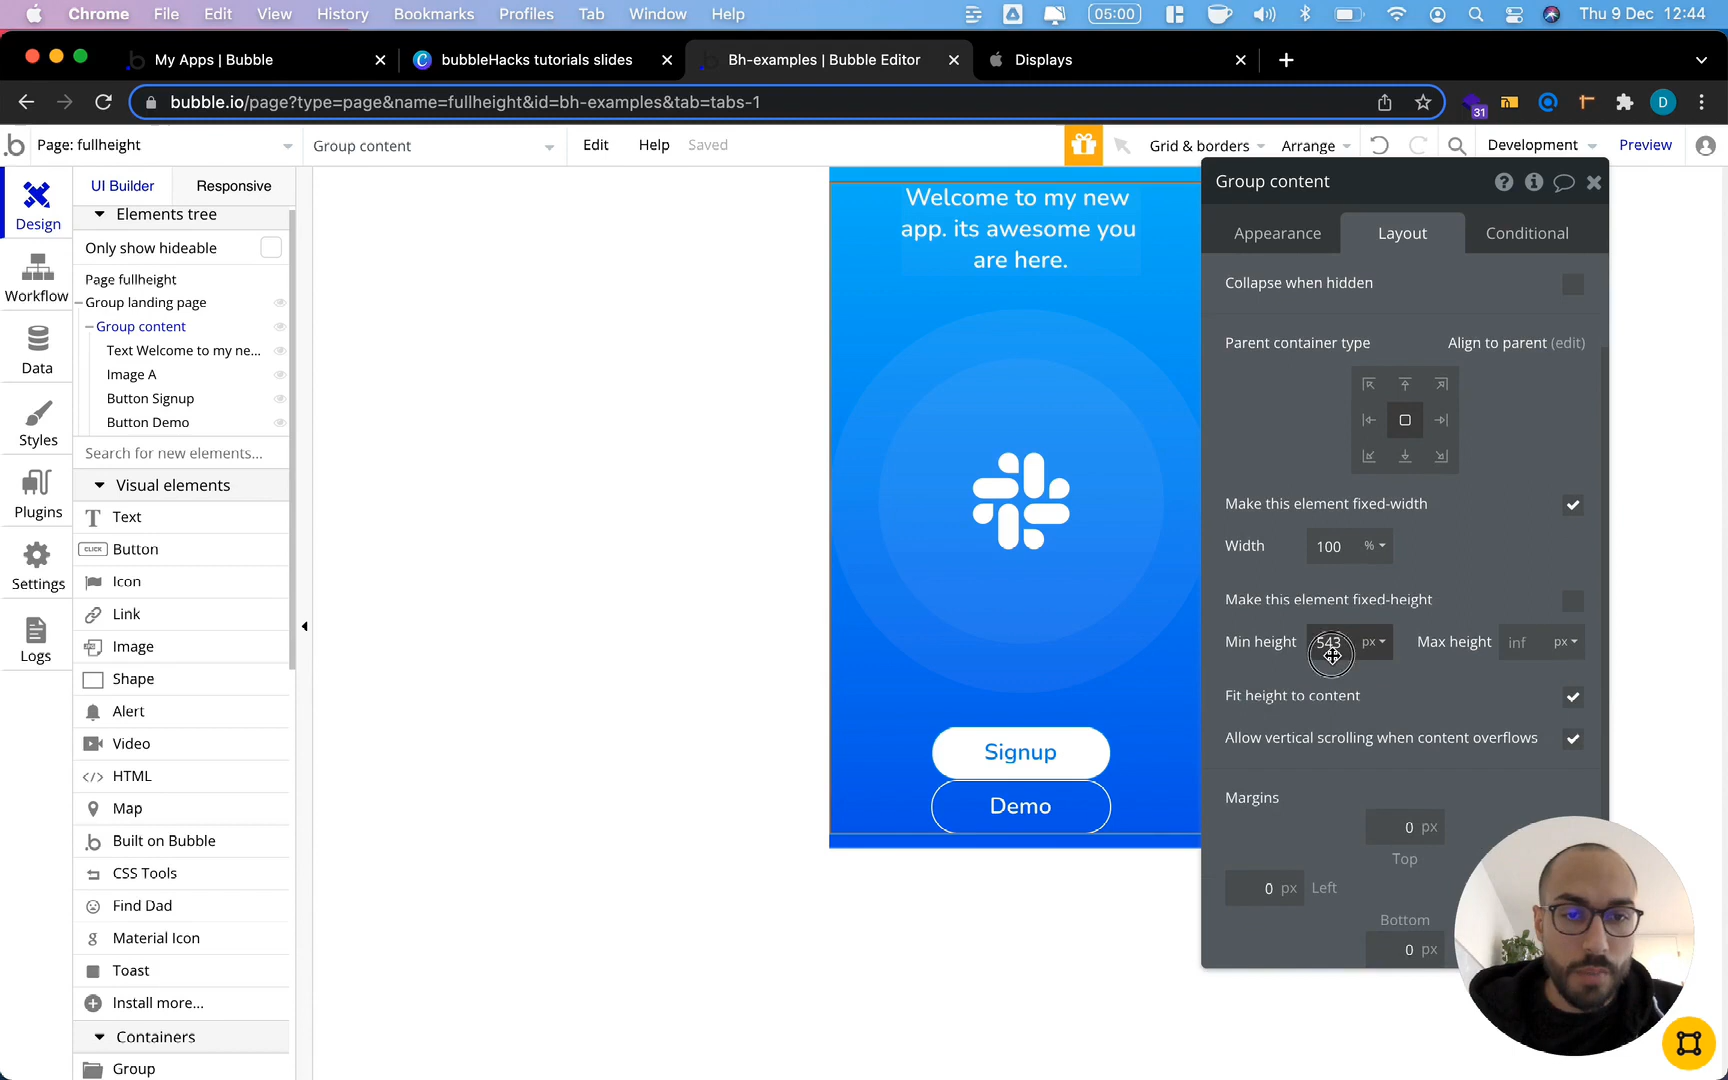 Chrome File Edit View History Bookmarks Profiles Tab Window Help 05:00 Thu 9 Dec 12:44
My Apps | Bubble bubbleHacks tutorials slides Bh-examples | Bubble Editor Displays
bubble.io/page?type=page&name=fullheight&id=bh-examples&tab=tabs-1 31
Page: fullheight Group content Edit Help Saved Grid & borders Arrange Development Preview
Design
Workflow
Data
Styles
Plugins
Settings
Logs
UI Builder Responsive
Elements tree
Only show hideable
Page fullheight
Group landing page
Group content
Text Welcome to my ne...
Image A
Button Signup
Button Demo
Search for new elements...
Visual elements
Text
CLICK Button
Icon
Link
Image
Shape
Alert
Video
</> HTML
Map
Built on Bubble
CSS Tools
Find Dad
Material Icon
Toast
Install more...
Containers
Group
Welcome to my new
app. its awesome you
are here.
Signup
Demo
Group content
Appearance Layout Conditional
Collapse when hidden
Parent container type Align to parent (edit)
Make this element fixed-width
Width 100 %
Make this element fixed-height
Min height 543 px Max height inf px
Fit height to content
Allow vertical scrolling when content overflows
Margins
0 px
Top
0 px Left
Bottom
0 px